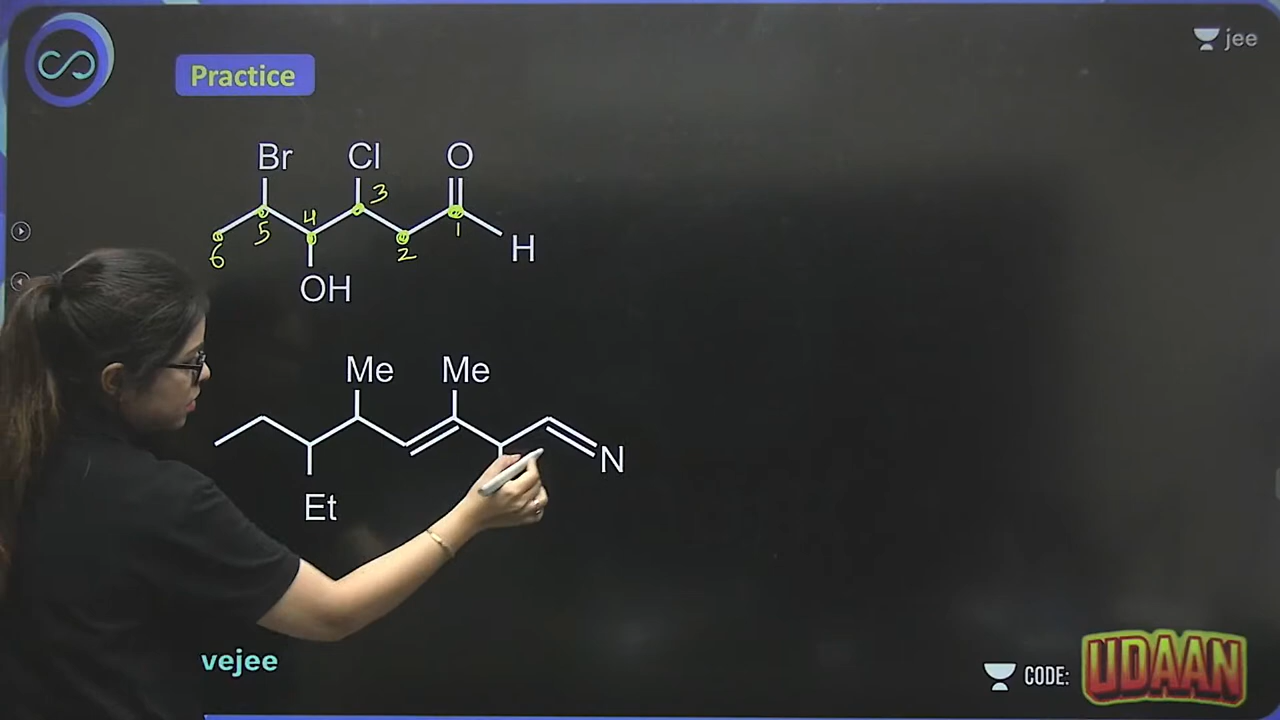 jee
Practice
Br Cl O
3
4
6 5 2 1
H
OH
Me Me
N
Et
vejee
CODE: UDAAN